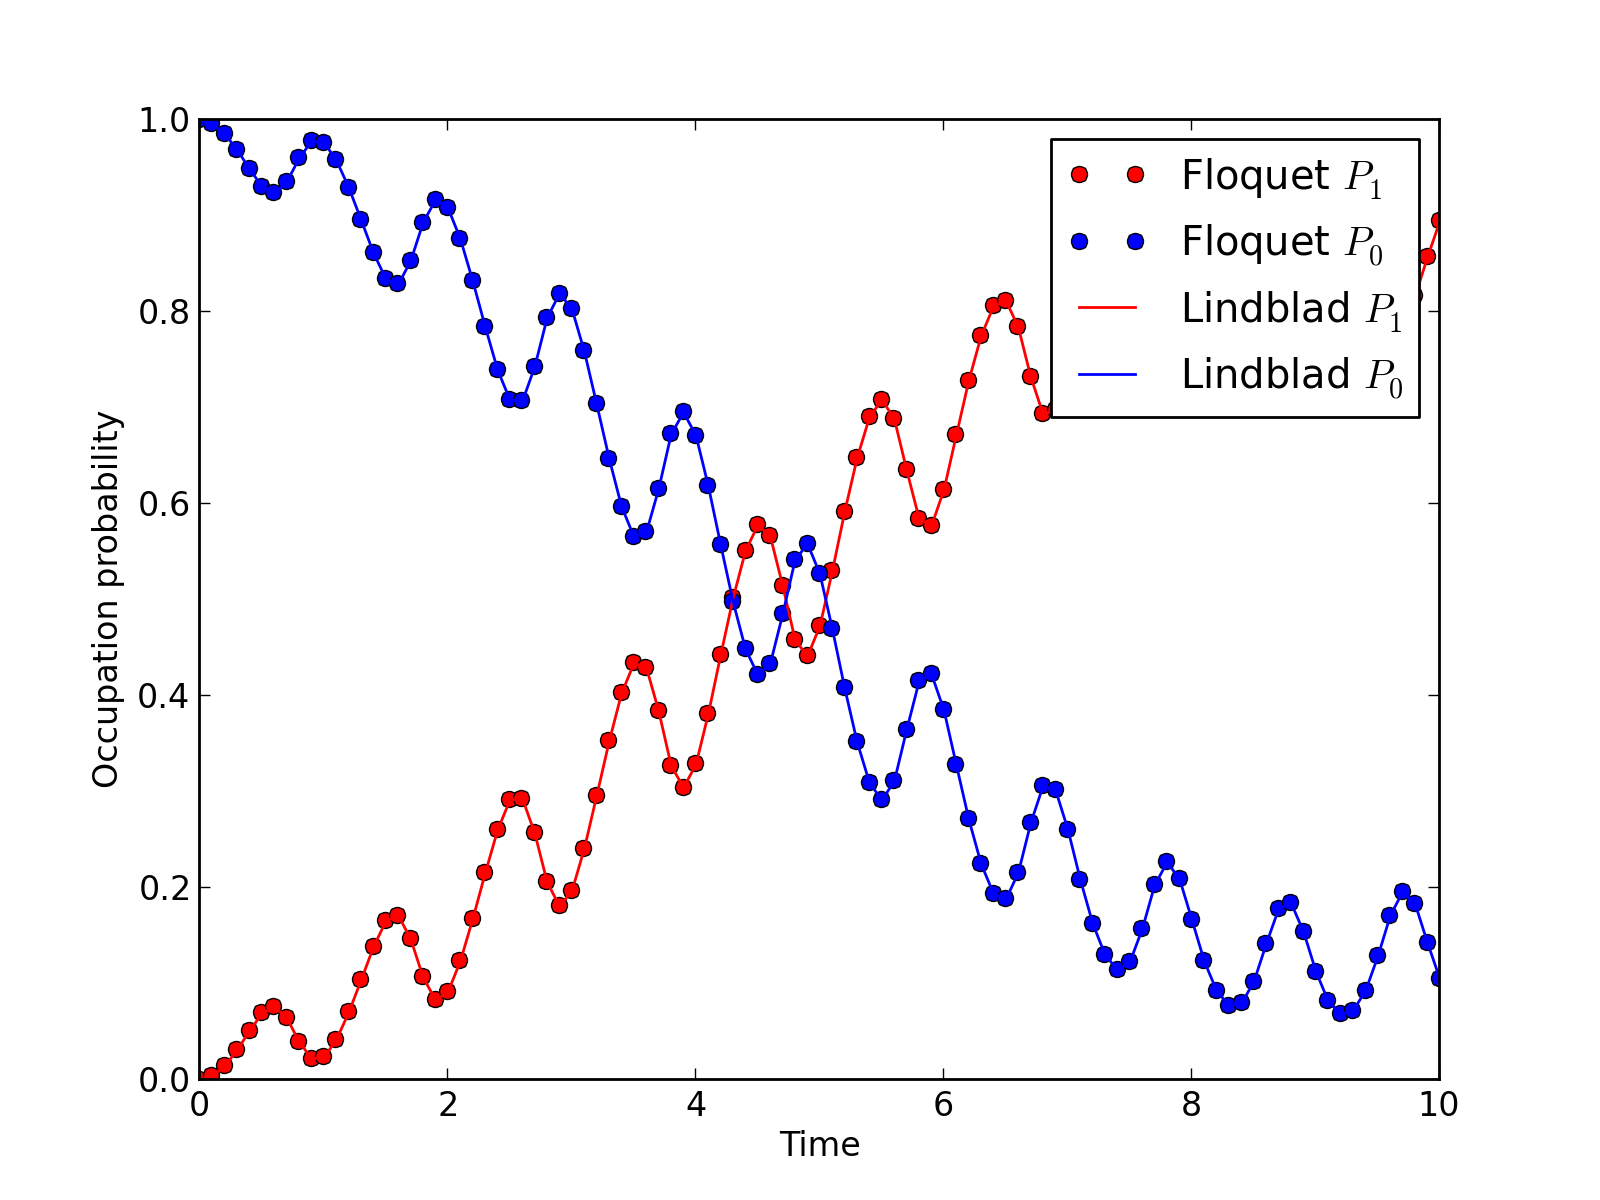 1.0
0.8
0.6
0.4
0.2
0.0
0 2 4 6 8 10
Time
Occupation probability
Floquet P₁
Floquet P₀
Lindblad P₁
Lindblad P₀